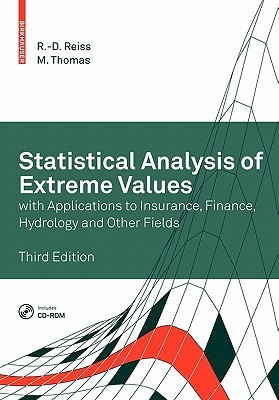 BIRKHAUSER
R.-D. Reiss
M. Thomas
Statistical Analysis of
Extreme Values
with Applications to Insurance, Finance,
Hydrology and Other Fields
Third Edition
Includes
CD-ROM